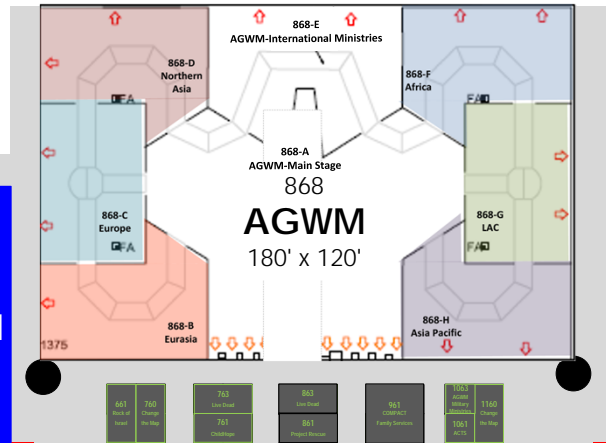 868-E
AGWM-International Ministries
868-D
Northern
Asia
868-F
Africa
FA
868-A
AGWM-Main Stage
868
AGWM
180' x 120'
868-C
Europe
FA
868-G
LAC
FA
868-B
Eurasia
868-H
Asia Pacific
1375
661
Rock of
Israel
760
Change
the Map
763
Live Dead
761
ChildHope
863
Live Dead
861
Project Rescue
961
COMPACT
Family Services
1063
AGWM
Military
Ministries
1061
ACTS
1160
Change
the Map